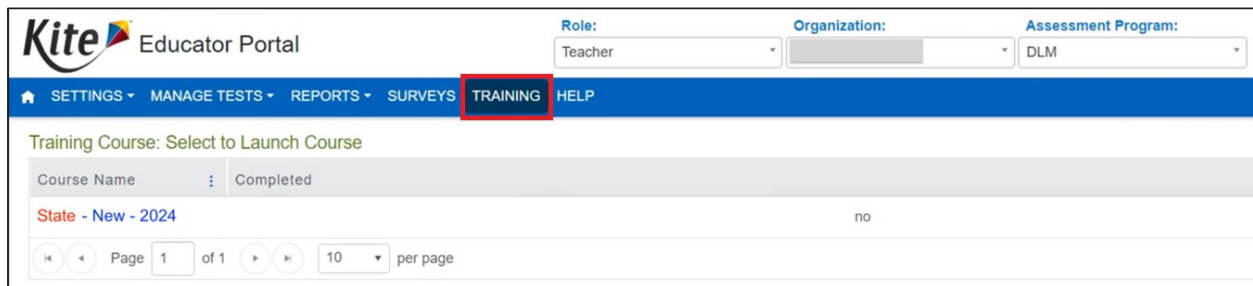 Kite Educator Portal
Role: Organization: Assessment Program:
Teacher DLM
SETTINGS MANAGE TESTS REPORTS SURVEYS TRAINING HELP
Training Course: Select to Launch Course
Course Name Completed
State - New - 2024 no
Page 1 of 1 10 per page